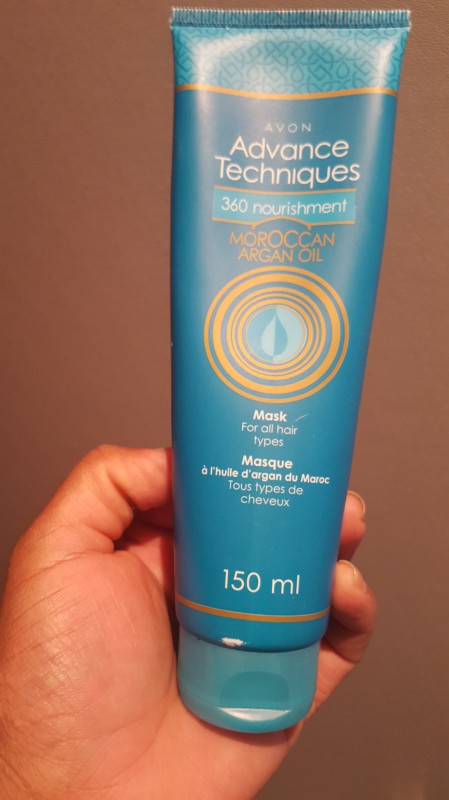 AVON
Advance
Techniques
360 nourishment
MOROCCAN
ARGAN OIL
Mask
For all hair
types
Masque
à l'huile d'argan du Maroc
Tous types de
cheveux
150 ml